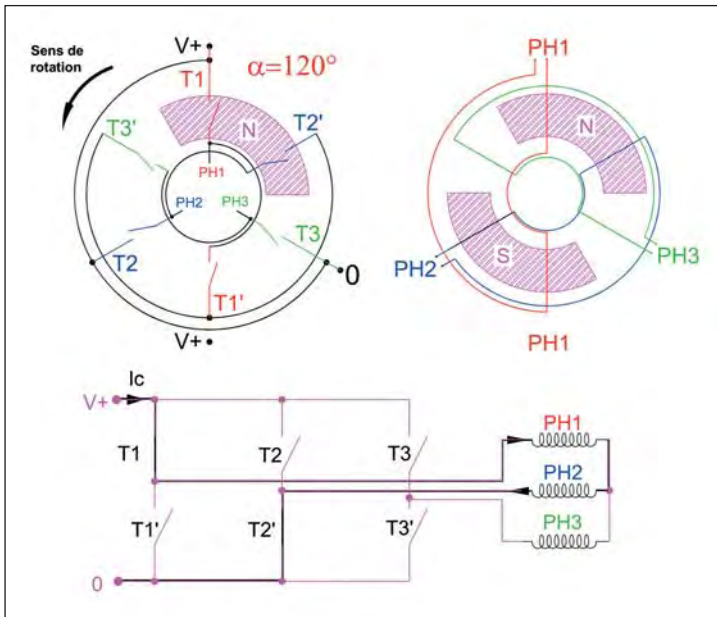 Sens de
rotation
V+
T1
α=120°
T3'
N
T2'
PH1
PH2
PH3
T2
T3
0
T1'
V+
PH1
N
S
PH2
PH3
PH1
Ic
V+
T1
T2
T3
PH1
PH2
PH3
T1'
T2'
T3'
0